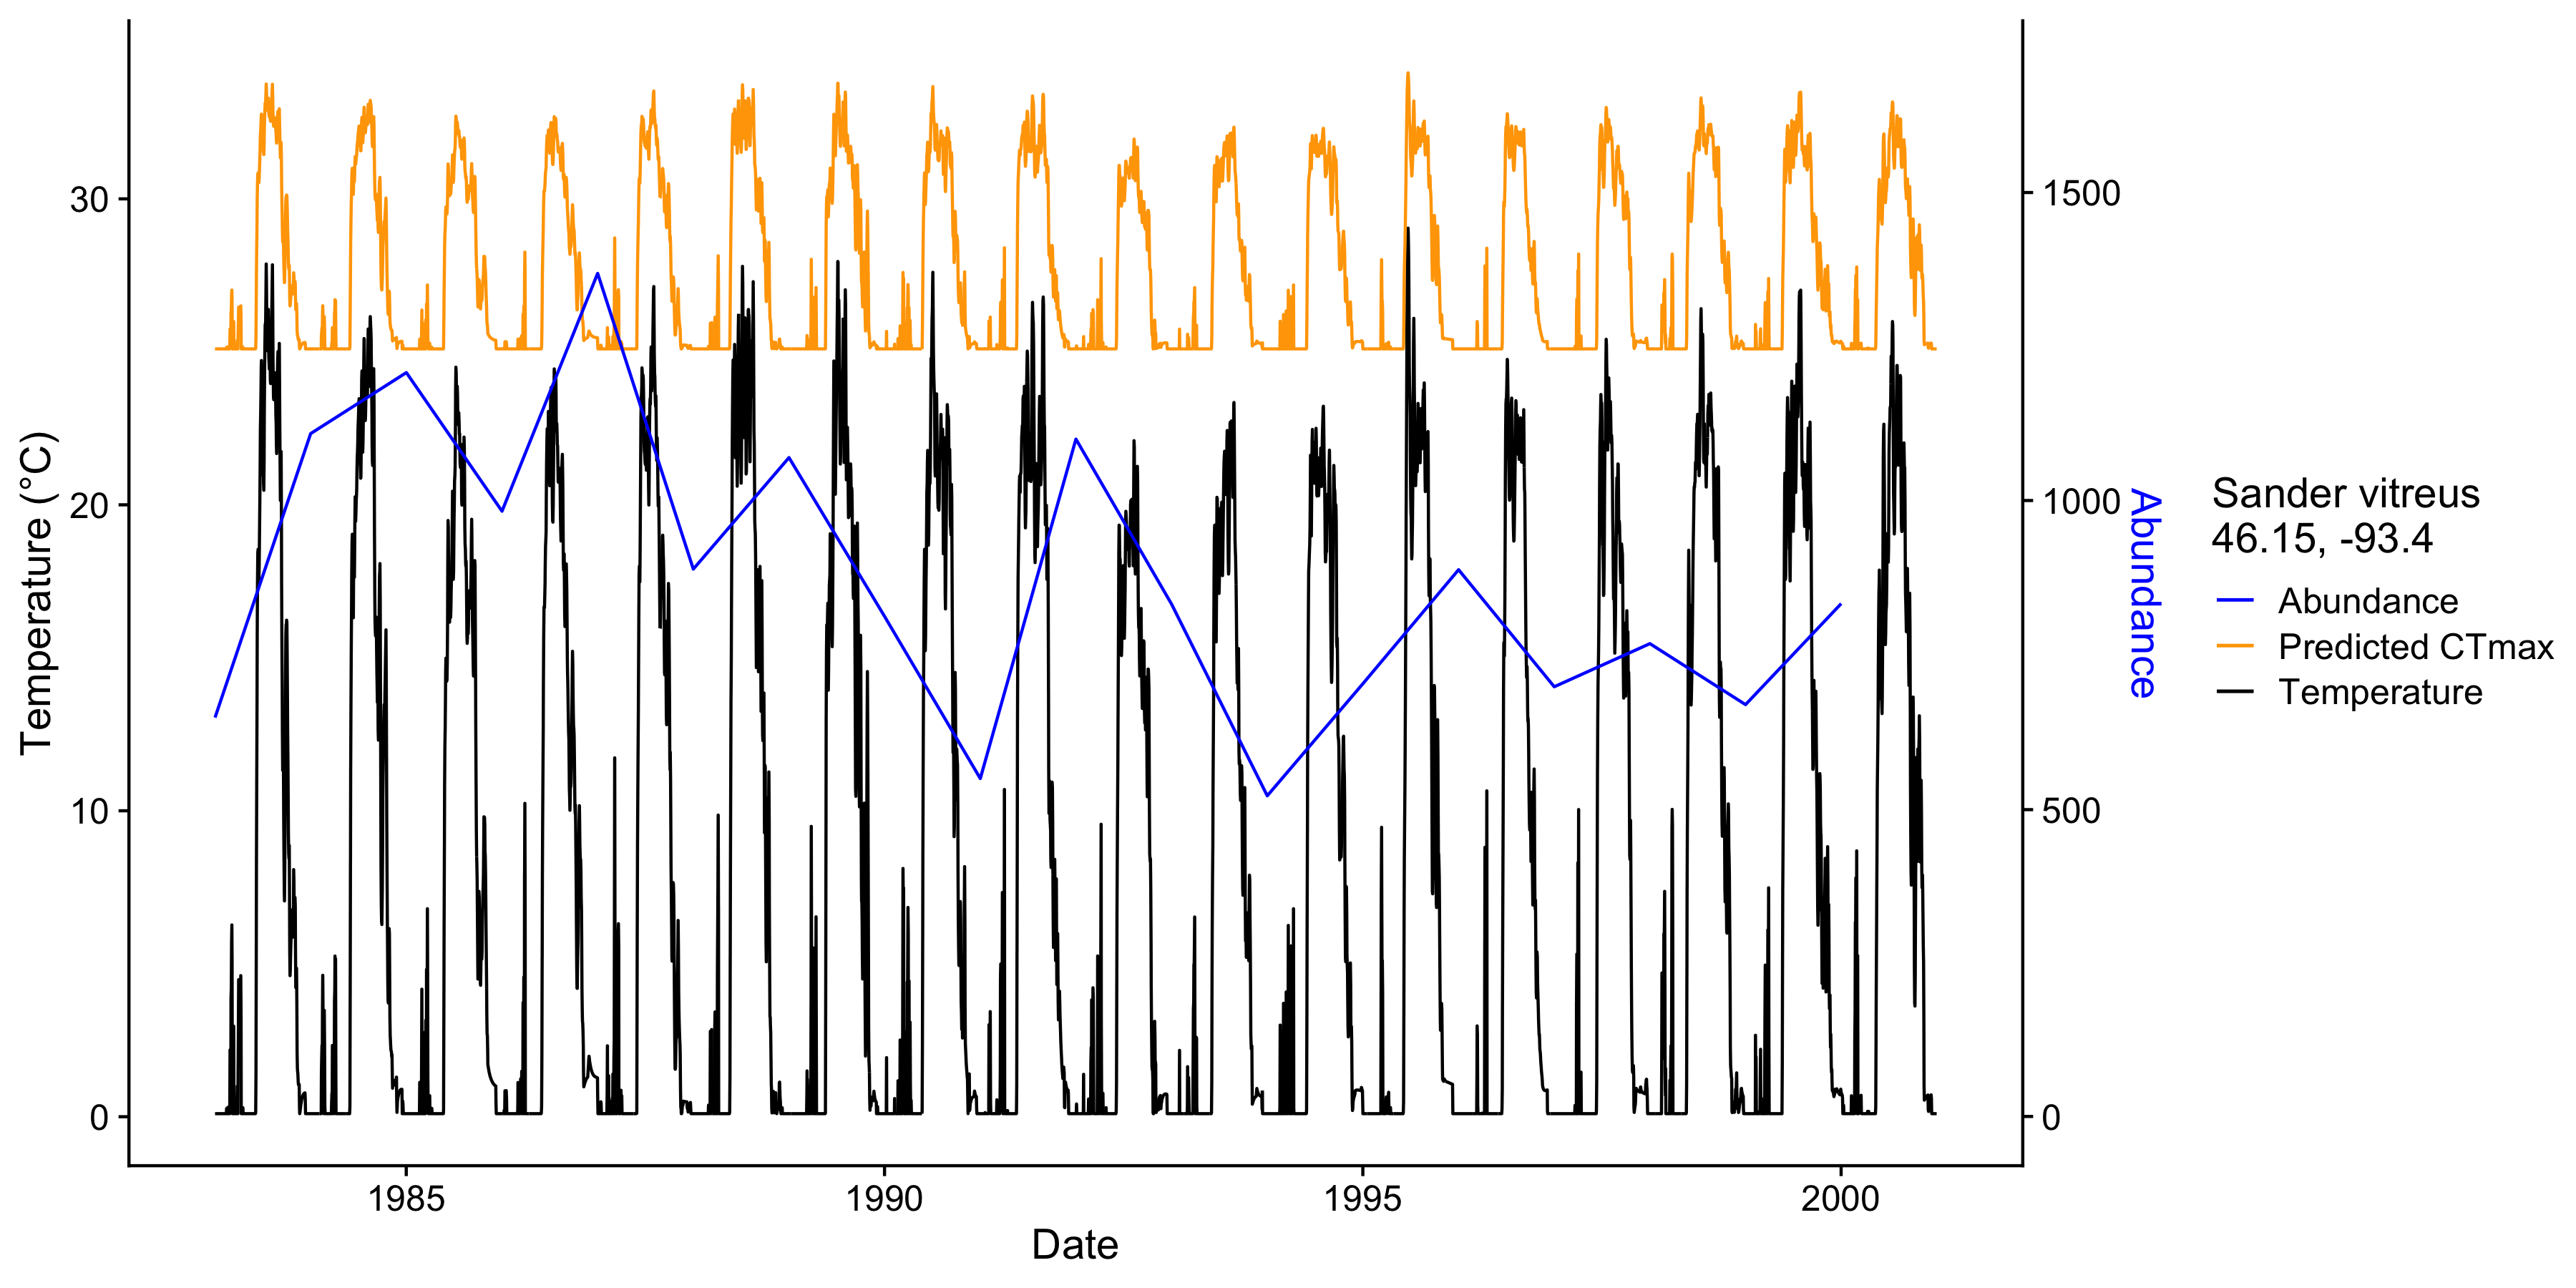 Temperature (°C)
30
20
10
0
1985
1990
1995
2000
Date
1500
1000
500
0
Abundance
Sander vitreus
46.15, -93.4
Abundance
Predicted CTmax
Temperature